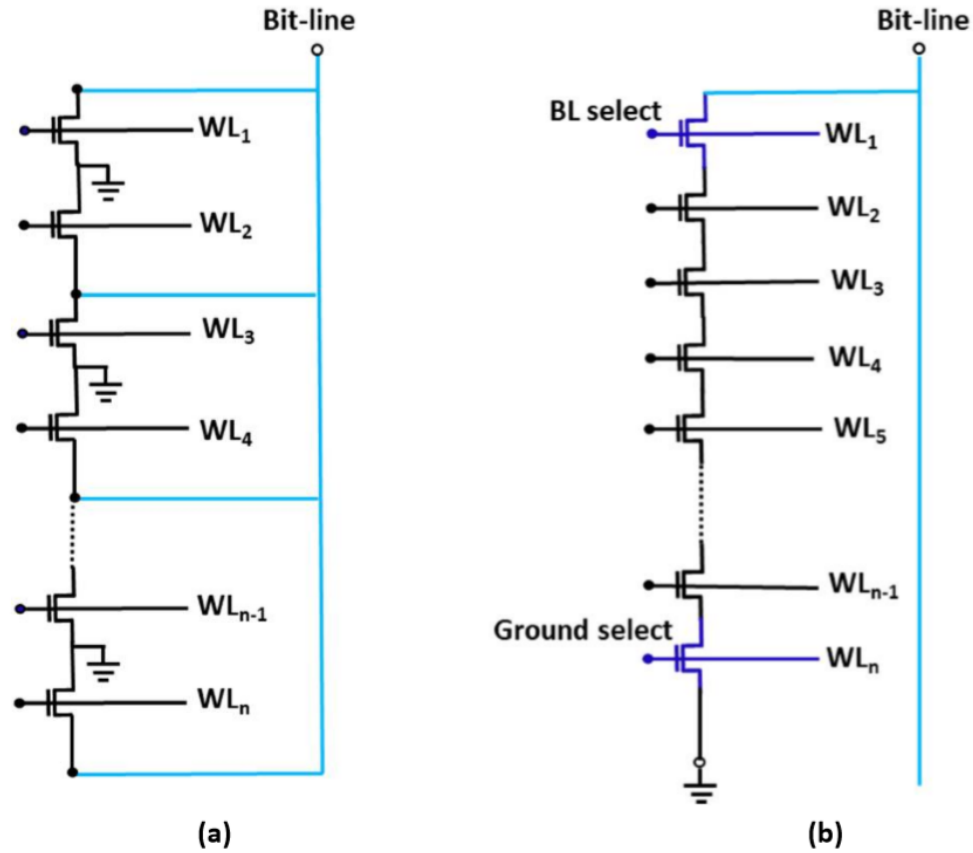 Bit-line
WL1
WL2
WL3
WL4
WLn-1
WLn
(a)
Bit-line
BL select
WL1
WL2
WL3
WL4
WL5
WLn-1
Ground select
WLn
(b)